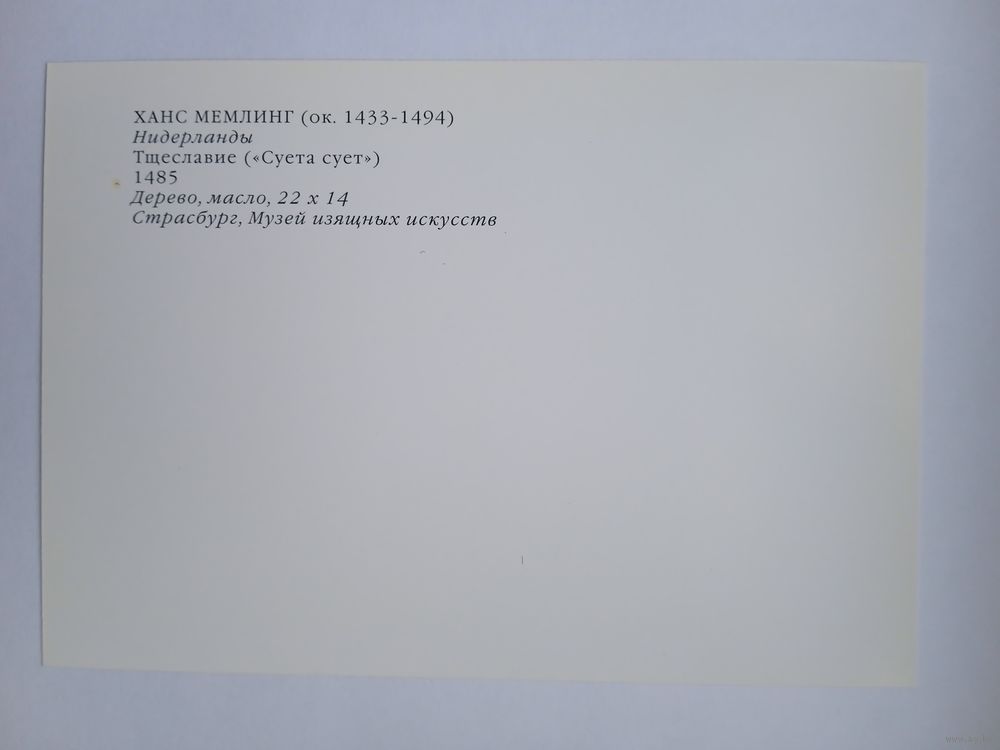 ХАНС МЕМЛИНГ (ок. 1433-1494)
Нидерланды
Тщеславие («Суета сует»)
1485
Дерево, масло, 22 x 14
Страсбург, Музей изящных искусств